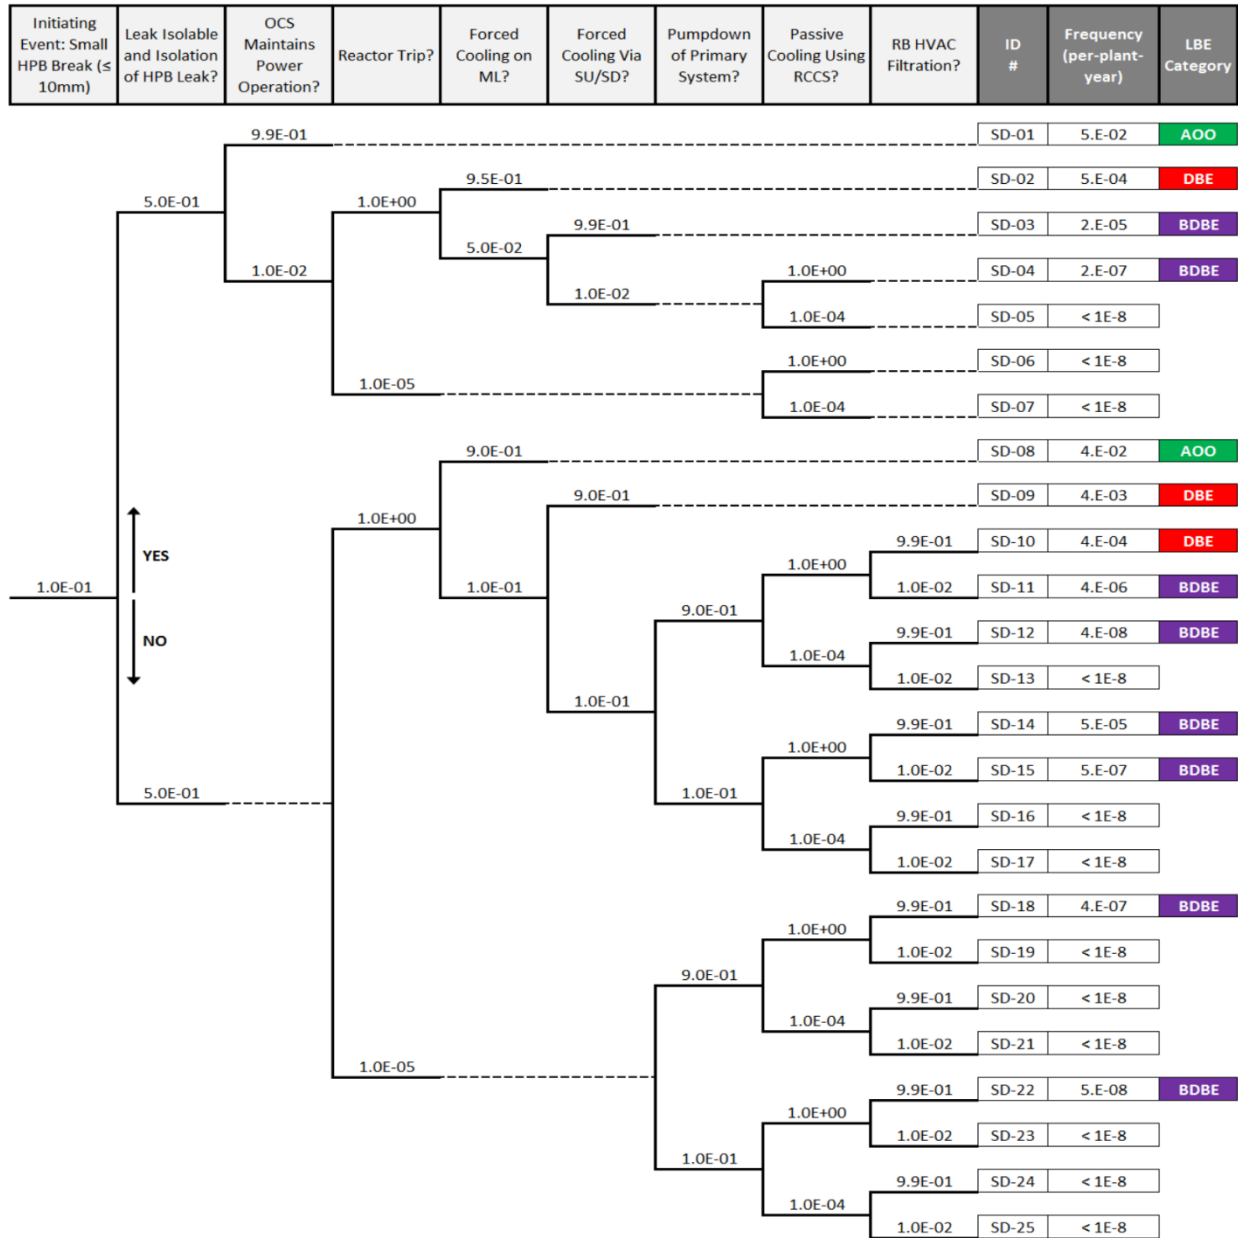 Initiating Event: Small HPB Break (≤ 10mm)
Leak Isolable and Isolation of HPB Leak?
OCS Maintains Power Operation?
Reactor Trip?
Forced Cooling on ML?
Forced Cooling Via SU/SD?
Pumpdown of Primary System?
Passive Cooling Using RCCS?
RB HVAC Filtration?
ID #
Frequency (per-plant-year)
LBE Category
9.9E-01
SD-01 5.E-02 AOO
9.5E-01
SD-02 5.E-04 DBE
5.0E-01
1.0E+00
9.9E-01
SD-03 2.E-05 BDBE
5.0E-02
1.0E-02
1.0E+00
SD-04 2.E-07 BDBE
1.0E-02
1.0E-04
SD-05 < 1E-8
1.0E+00
SD-06 < 1E-8
1.0E-05
1.0E-04
SD-07 < 1E-8
9.0E-01
SD-08 4.E-02 AOO
9.0E-01
SD-09 4.E-03 DBE
1.0E+00
9.9E-01
SD-10 4.E-04 DBE
YES
1.0E+00
1.0E-01
1.0E-01
1.0E-02
SD-11 4.E-06 BDBE
9.0E-01
NO
9.9E-01
SD-12 4.E-08 BDBE
1.0E-04
1.0E-02
SD-13 < 1E-8
1.0E-01
9.9E-01
SD-14 5.E-05 BDBE
1.0E+00
1.0E-02
SD-15 5.E-07 BDBE
5.0E-01
1.0E-01
9.9E-01
SD-16 < 1E-8
1.0E-04
1.0E-02
SD-17 < 1E-8
9.9E-01
SD-18 4.E-07 BDBE
1.0E+00
1.0E-02
SD-19 < 1E-8
9.0E-01
9.9E-01
SD-20 < 1E-8
1.0E-04
1.0E-02
SD-21 < 1E-8
1.0E-05
9.9E-01
SD-22 5.E-08 BDBE
1.0E+00
1.0E-02
SD-23 < 1E-8
1.0E-01
9.9E-01
SD-24 < 1E-8
1.0E-04
1.0E-02
SD-25 < 1E-8